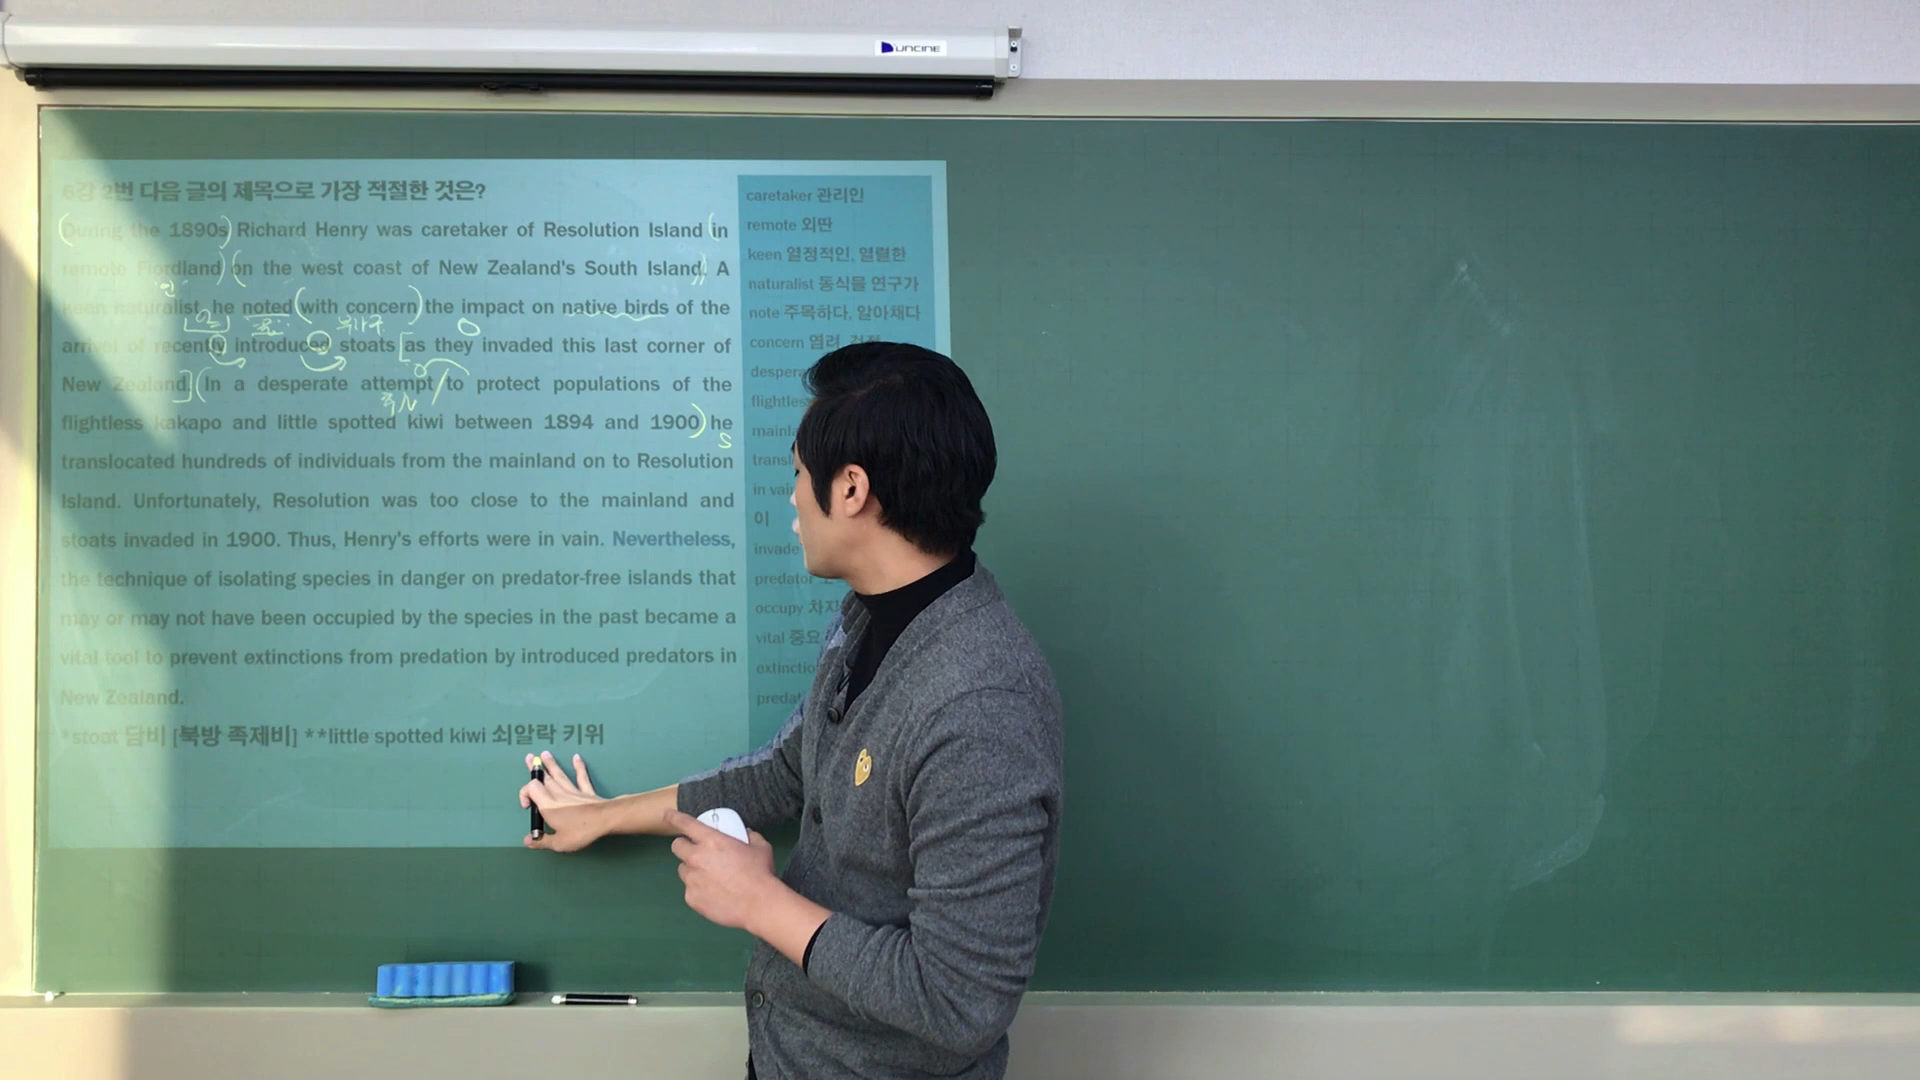 UNCINE
6강 2번 다음 글의 제목으로 가장 적절한 것은?
During the 1890s Richard Henry was caretaker of Resolution Island in
remote Fiordland on the west coast of New Zealand's South Island. A
keen naturalist, he noted with concern the impact on native birds of the
arrival of recently introduced stoats as they invaded this last corner of
New Zealand. In a desperate attempt to protect populations of the
flightless kakapo and little spotted kiwi between 1894 and 1900 he
S
translocated hundreds of individuals from the mainland on to Resolution
Island. Unfortunately, Resolution was too close to the mainland and
stoats invaded in 1900. Thus, Henry's efforts were in vain. Nevertheless,
the technique of isolating species in danger on predator-free islands that
may or may not have been occupied by the species in the past became a
vital tool to prevent extinctions from predation by introduced predators in
New Zealand.
*stoat 담비 [북방 족제비] **little spotted kiwi 쇠알락 키위
caretaker 관리인
remote 외딴
keen 열정적인, 열렬한
naturalist 동식물 연구가
note 주목하다, 알아채다
concern 염려,
in
이
invade
predator
occupy
vital 중요